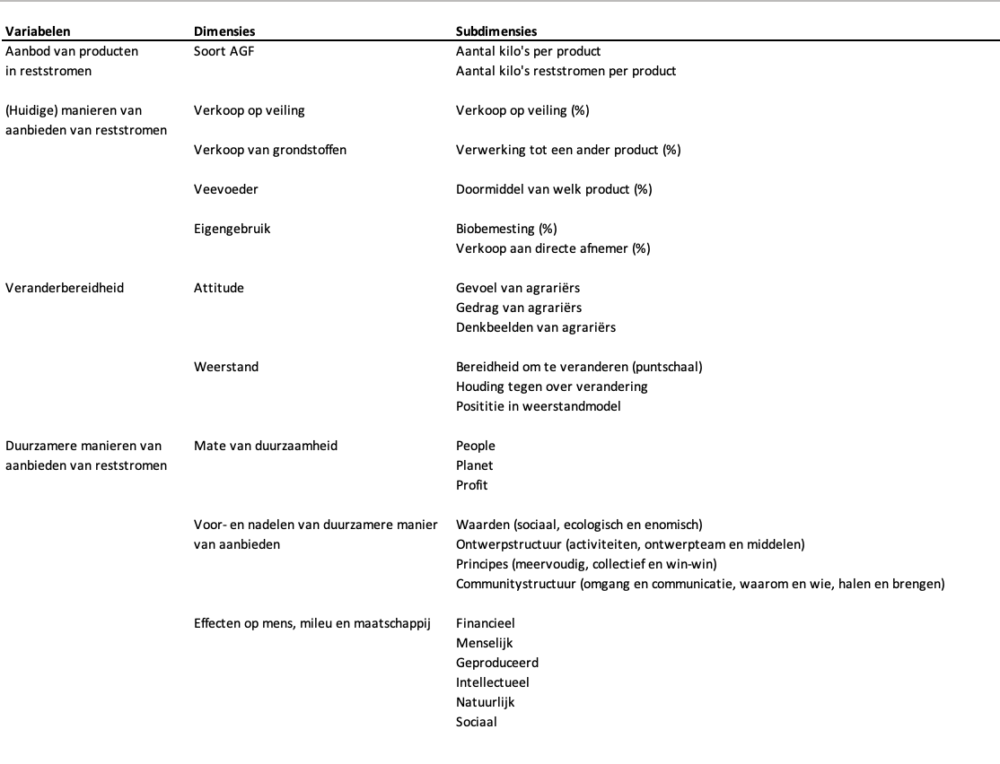 Variabelen Dimensies Subdimensies
Aanbod van producten Soort AGF Aantal kilo's per product
in reststromen Aantal kilo's reststromen per product
(Huidige) manieren van Verkoop op veiling Verkoop op veiling (%)
aanbieden van reststromen
Verkoop van grondstoffen Verwerking tot een ander product (%)
Veevoeder Doormiddel van welk product (%)
Eigengebruik Biobemesting (%)
Verkoop aan directe afnemer (%)
Veranderbereidheid Attitude Gevoel van agrariërs
Gedrag van agrariërs
Denkbeelden van agrariërs
Weerstand Bereidheid om te veranderen (puntschaal)
Houding tegen over verandering
Posititie in weerstandmodel
Duurzamere manieren van Mate van duurzaamheid People
aanbieden van reststromen Planet
Profit
Voor- en nadelen van duurzamere manier Waarden (sociaal, ecologisch en enomisch)
van aanbieden Ontwerpstructuur (activiteiten, ontwerpteam en middelen)
Principes (meervoudig, collectief en win-win)
Communitystructuur (omgang en communicatie, waarom en wie, halen en brengen)
Effecten op mens, mileu en maatschappij Financieel
Menselijk
Geproduceerd
Intellectueel
Natuurlijk
Sociaal